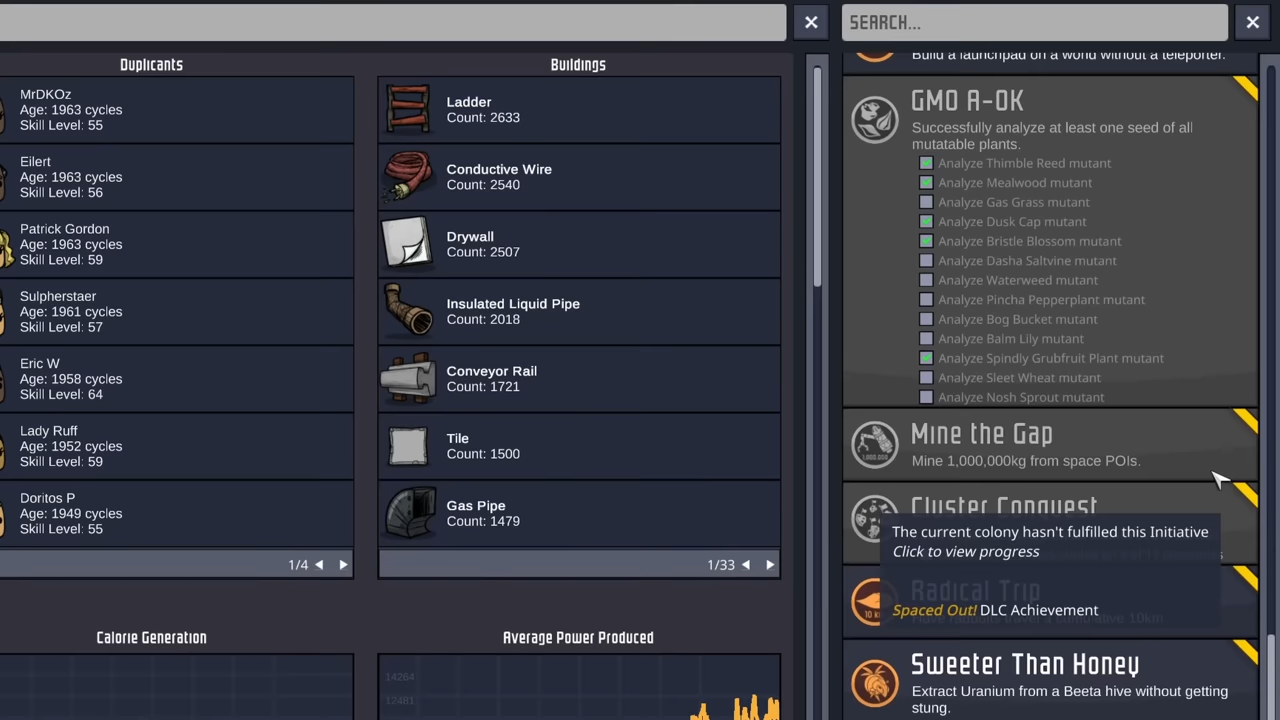 SEARCH...
Duplicants
MrDKOz
Age: 1963 cycles
Skill Level: 55
Eilert
Age: 1963 cycles
Skill Level: 56
Patrick Gordon
Age: 1963 cycles
Skill Level: 59
Sulpherstaer
Age: 1961 cycles
Skill Level: 57
Eric W
Age: 1958 cycles
Skill Level: 64
Lady Ruff
Age: 1952 cycles
Skill Level: 59
Doritos P
Age: 1949 cycles
Skill Level: 55
1/4
Buildings
Ladder
Count: 2633
Conductive Wire
Count: 2540
Drywall
Count: 2507
Insulated Liquid Pipe
Count: 2018
Conveyor Rail
Count: 1721
Tile
Count: 1500
Gas Pipe
Count: 1479
1/33
Calorie Generation
Average Power Produced
14264
12481
Build a launchpad on a world without a teleporter.
GMO A-OK
Successfully analyze at least one seed of all
mutatable plants.
Analyze Thimble Reed mutant
Analyze Mealwood mutant
Analyze Gas Grass mutant
Analyze Dusk Cap mutant
Analyze Bristle Blossom mutant
Analyze Dasha Saltvine mutant
Analyze Waterweed mutant
Analyze Pincha Pepperplant mutant
Analyze Bog Bucket mutant
Analyze Balm Lily mutant
Analyze Spindly Grubfruit Plant mutant
Analyze Sleet Wheat mutant
Analyze Nosh Sprout mutant
Mine the Gap
Mine 1,000,000kg from space POIs.
Cluster Conquest
The current colony hasn't fulfilled this Initiative
Click to view progress
Radical Trip
Spaced Out! DLC Achievement
Sweeter Than Honey
Extract Uranium from a Beeta hive without getting
stung.